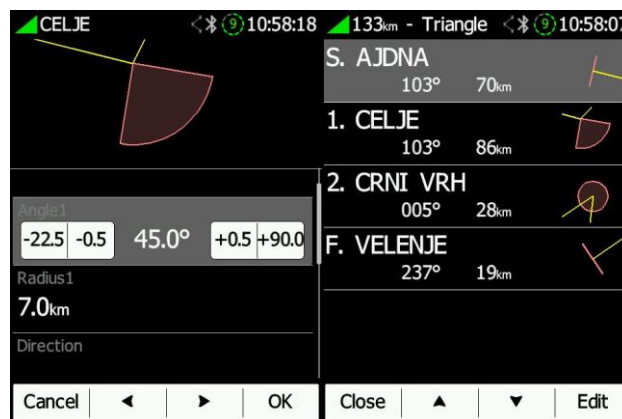 CELJE 9 10:58:18
Angle1
-22.5 -0.5 45.0° +0.5 +90.0
Radius1
7.0km
Direction
Cancel OK
133km - Triangle 9 10:58:07
S. AJDNA
103° 70km
1. CELJE
103° 86km
2. CRNI VRH
005° 28km
F. VELENJE
237° 19km
Close Edit